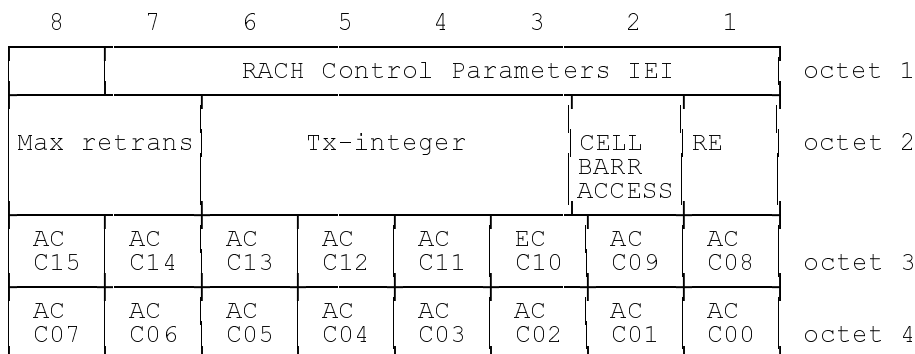 8 7 6 5 4 3 2 1
RACH Control Parameters IEI octet 1
Max retrans Tx-integer CELL RE octet 2
BARR
ACCESS
AC AC AC AC AC EC AC AC
C15 C14 C13 C12 C11 C10 C09 C08 octet 3
AC AC AC AC AC AC AC AC
C07 C06 C05 C04 C03 C02 C01 C00 octet 4